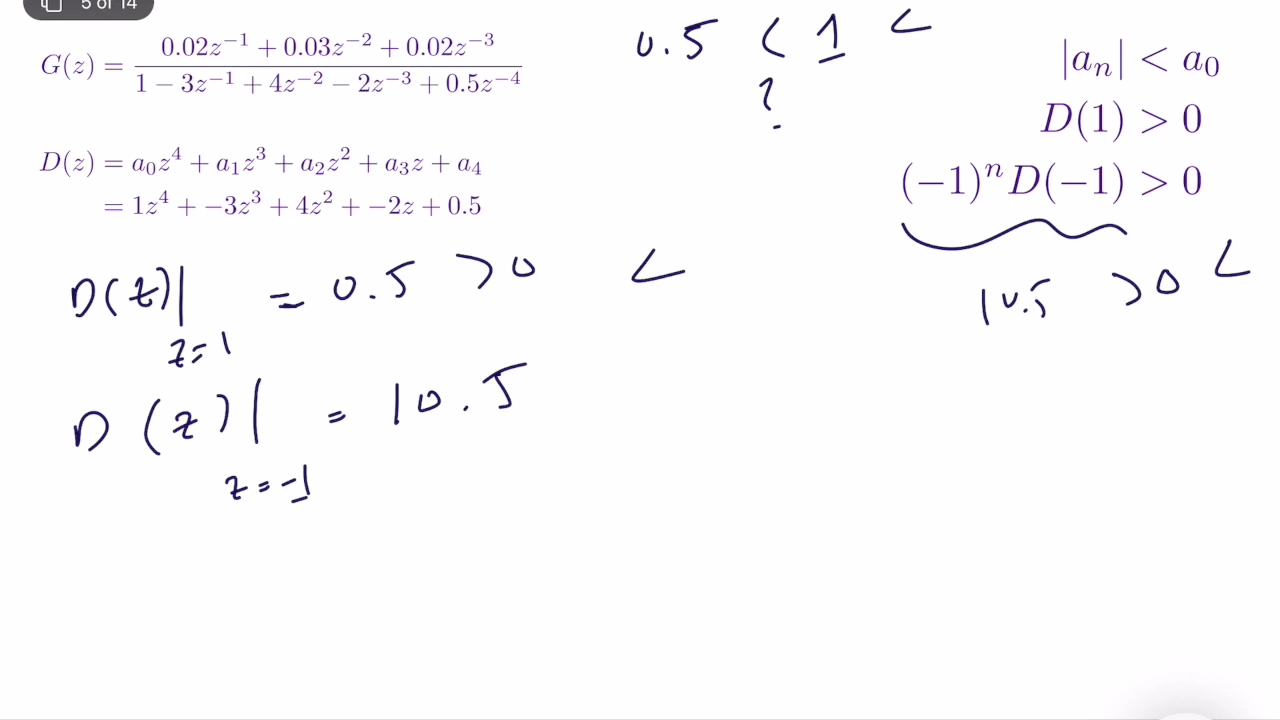 5 of 14
G(z) = \frac{0.02z^{-1} + 0.03z^{-2} + 0.02z^{-3}}{1 - 3z^{-1} + 4z^{-2} - 2z^{-3} + 0.5z^{-4}}
0.5 < 1 <
?
|a_n| < a_0
D(1) > 0
(-1)^n D(-1) > 0
10.5 > 0 <
D(z) = a_0z^4 + a_1z^3 + a_2z^2 + a_3z + a_4
= 1z^4 + -3z^3 + 4z^2 + -2z + 0.5
D(z)| = 0.5 > 0 <
z=1
D(z)| = 10.5
z=-1